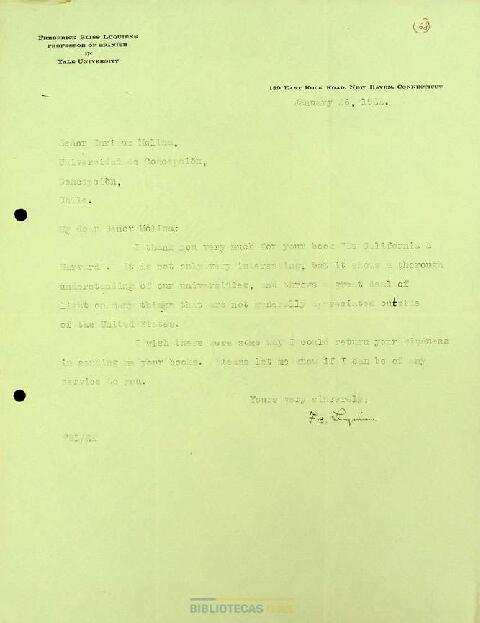 FREDERICK BLISS LUQUIENS
PROFESSOR OF SPANISH
IN
YALE UNIVERSITY
189 EAST ROCK ROAD, NEW HAVEN, CONNECTICUT
January 26, 1922.
Señor Enrique Molina,
Universidad de Concepción,
Concepción,
Chile.
My dear Señor Molina:
I thank you very much for your book "De California a
Harvard". It is not only very interesting, but it shows a thorough
understanding of our universities, and throws a great deal of
light on many things that are not generally appreciated outside
of the United States.
I wish there were some way I could return your kindness
in sending me your books. Please let me know if I can be of any
service to you.
Yours very sincerely,
F. B. Luquiens
BIBLIOTECAS UdeC